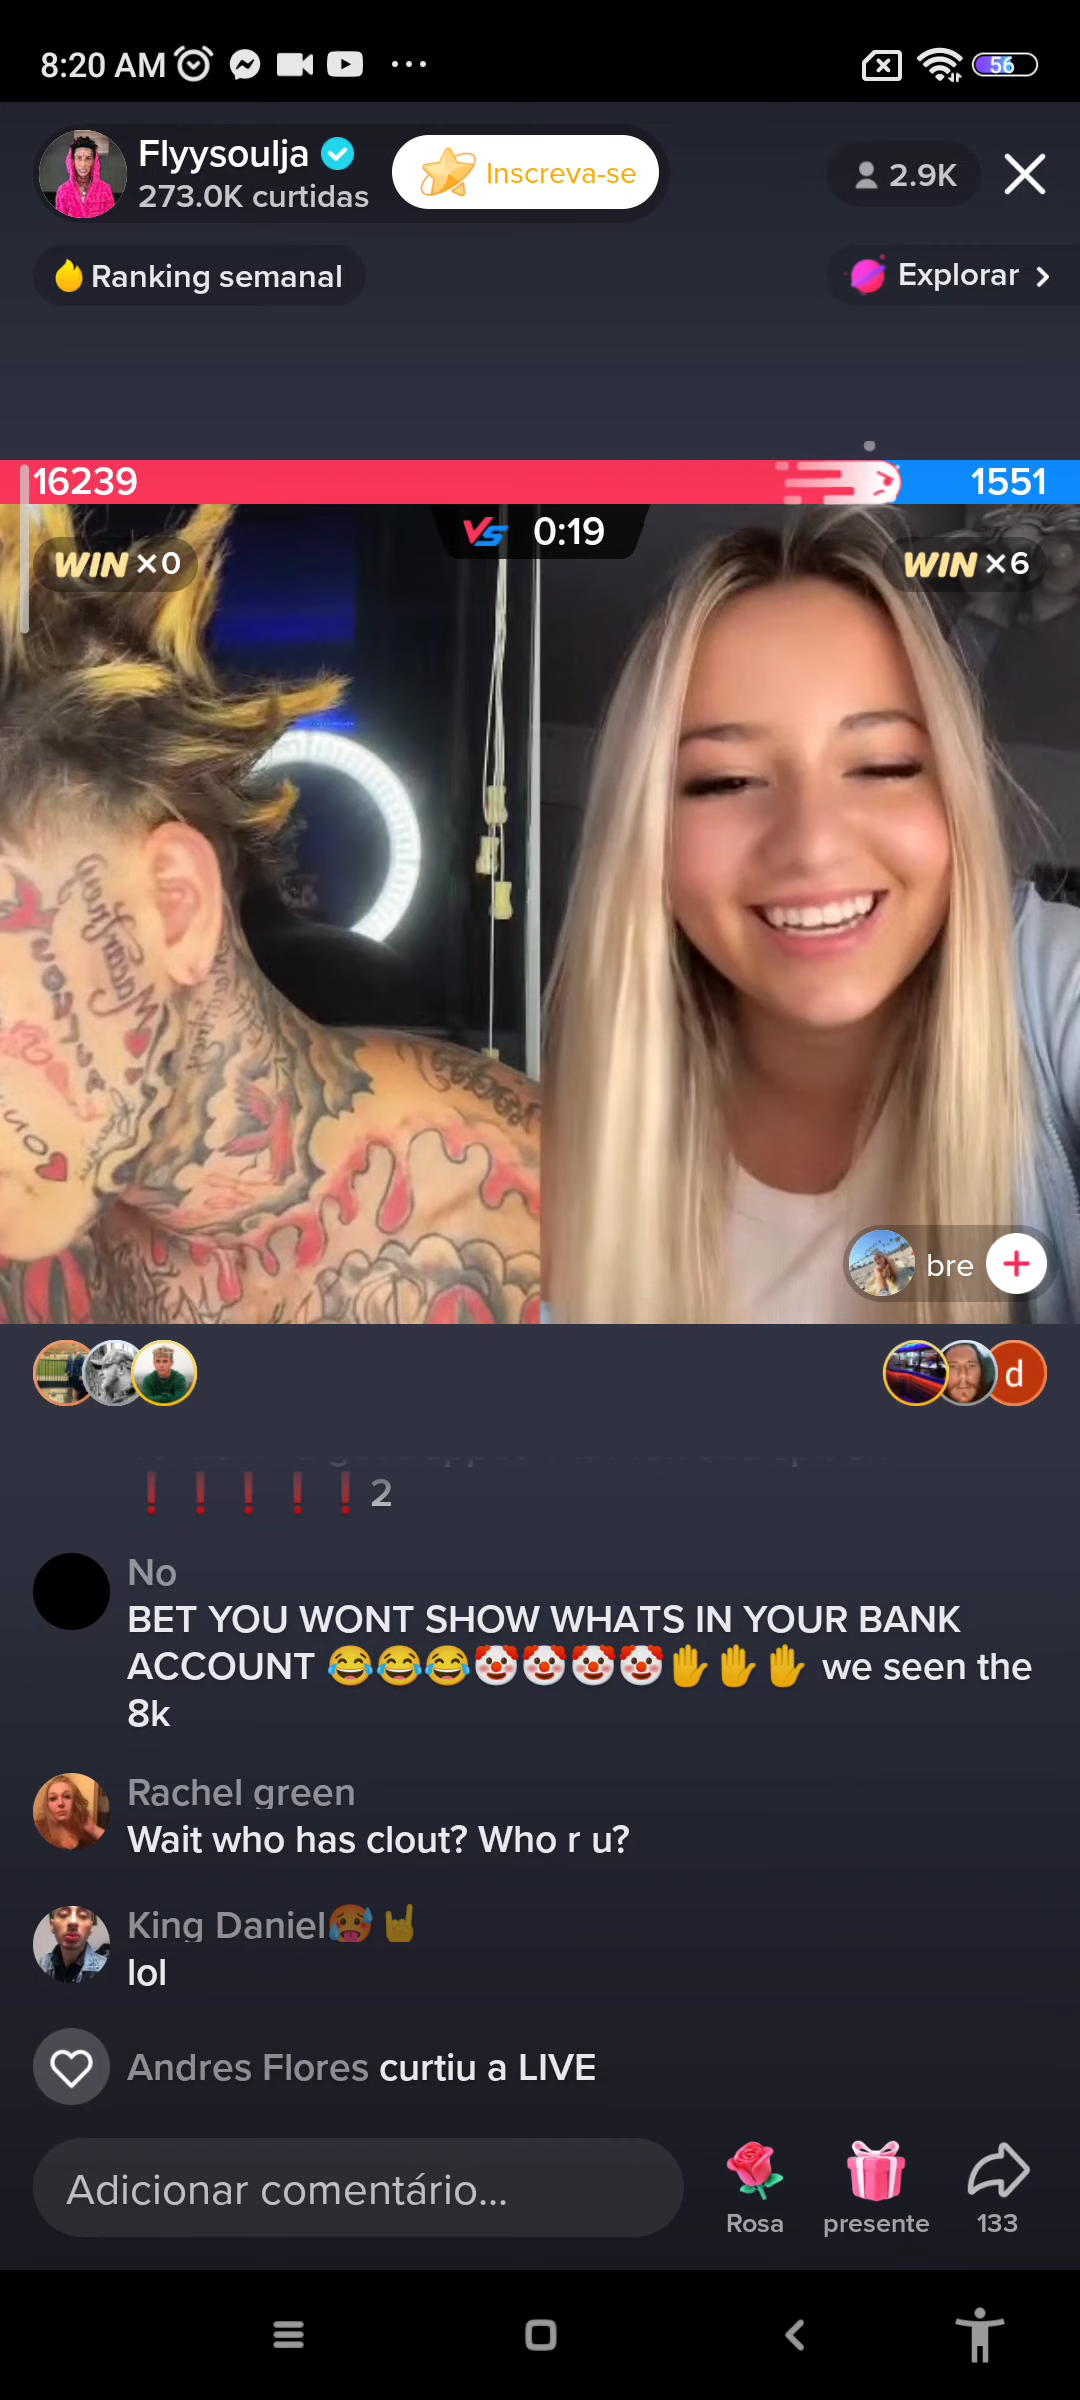 8:20 AM
56
Flyysoulja
273.0K curtidas
Inscreva-se
2.9K
Ranking semanal
Explorar
16239
1551
VS 0:19
WIN ×0
WIN ×6
bre
d
❗❗❗❗❗2
No
BET YOU WONT SHOW WHATS IN YOUR BANK
ACCOUNT 😂😂😂🤡🤡🤡🤡✋✋✋ we seen the
8k
Rachel green
Wait who has clout? Who r u?
King Daniel🥵🤘
lol
Andres Flores curtiu a LIVE
Adicionar comentário...
Rosa
presente
133